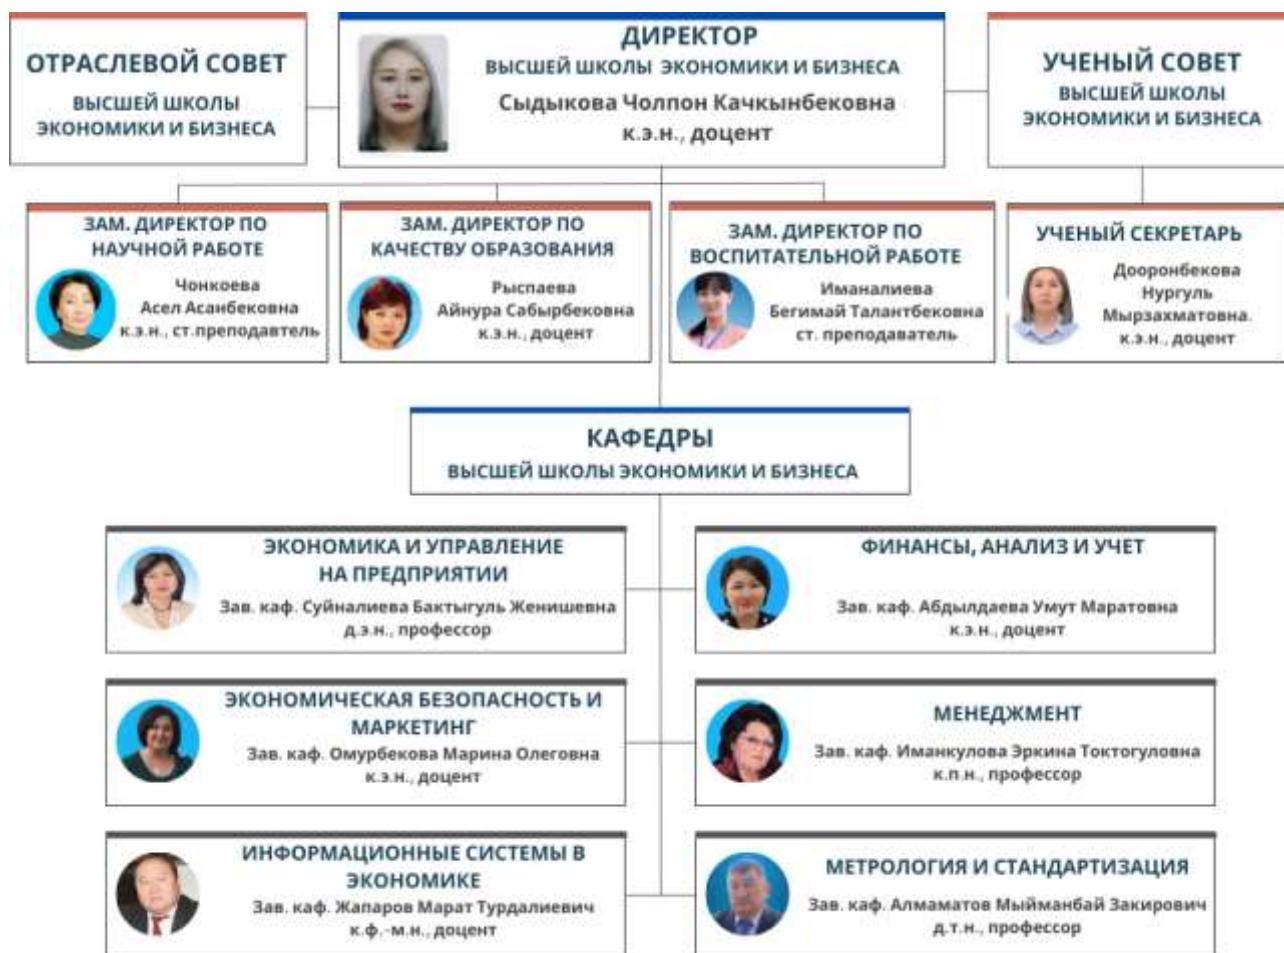 ОТРАСЛЕВОЙ СОВЕТ
ВЫСШЕЙ ШКОЛЫ
ЭКОНОМИКИ И БИЗНЕСА
ДИРЕКТОР
ВЫСШЕЙ ШКОЛЫ ЭКОНОМИКИ И БИЗНЕСА
Сыдыкова Чолпон Качкынбековна
к.э.н., доцент
УЧЕНЫЙ СОВЕТ
ВЫСШЕЙ ШКОЛЫ
ЭКОНОМИКИ И БИЗНЕСА
ЗАМ. ДИРЕКТОР ПО
НАУЧНОЙ РАБОТЕ
Чонкоева
Асел Асанбековна
к.э.н., ст.преподавтель
ЗАМ. ДИРЕКТОР ПО
КАЧЕСТВУ ОБРАЗОВАНИЯ
Рыспаева
Айнура Сабырбековна
к.э.н., доцент
ЗАМ. ДИРЕКТОР ПО
ВОСПИТАТЕЛЬНОЙ РАБОТЕ
Иманалиева
Бегимай Талантбековна
ст. преподаватель
УЧЕНЫЙ СЕКРЕТАРЬ
Дооронбекова
Нургуль
Мырзахматовна.
к.э.н., доцент
КАФЕДРЫ
ВЫСШЕЙ ШКОЛЫ ЭКОНОМИКИ И БИЗНЕСА
ЭКОНОМИКА И УПРАВЛЕНИЕ
НА ПРЕДПРИЯТИИ
Зав. каф. Суйналиева Бактыгуль Женишевна
д.э.н., профессор
ФИНАНСЫ, АНАЛИЗ И УЧЕТ
Зав. каф. Абдылдаева Умут Маратовна
к.э.н., доцент
ЭКОНОМИЧЕСКАЯ БЕЗОПАСНОСТЬ И
МАРКЕТИНГ
Зав. каф. Омурбекова Марина Олеговна
к.э.н., доцент
МЕНЕДЖМЕНТ
Зав. каф. Иманкулова Эркина Токтогуловна
к.п.н., профессор
ИНФОРМАЦИОННЫЕ СИСТЕМЫ В
ЭКОНОМИКЕ
Зав. каф. Жапаров Марат Турдалиевич
к.ф.-м.н., доцент
МЕТРОЛОГИЯ И СТАНДАРТИЗАЦИЯ
Зав. каф. Алмаматов Мыйманбай Закирович
д.т.н., профессор